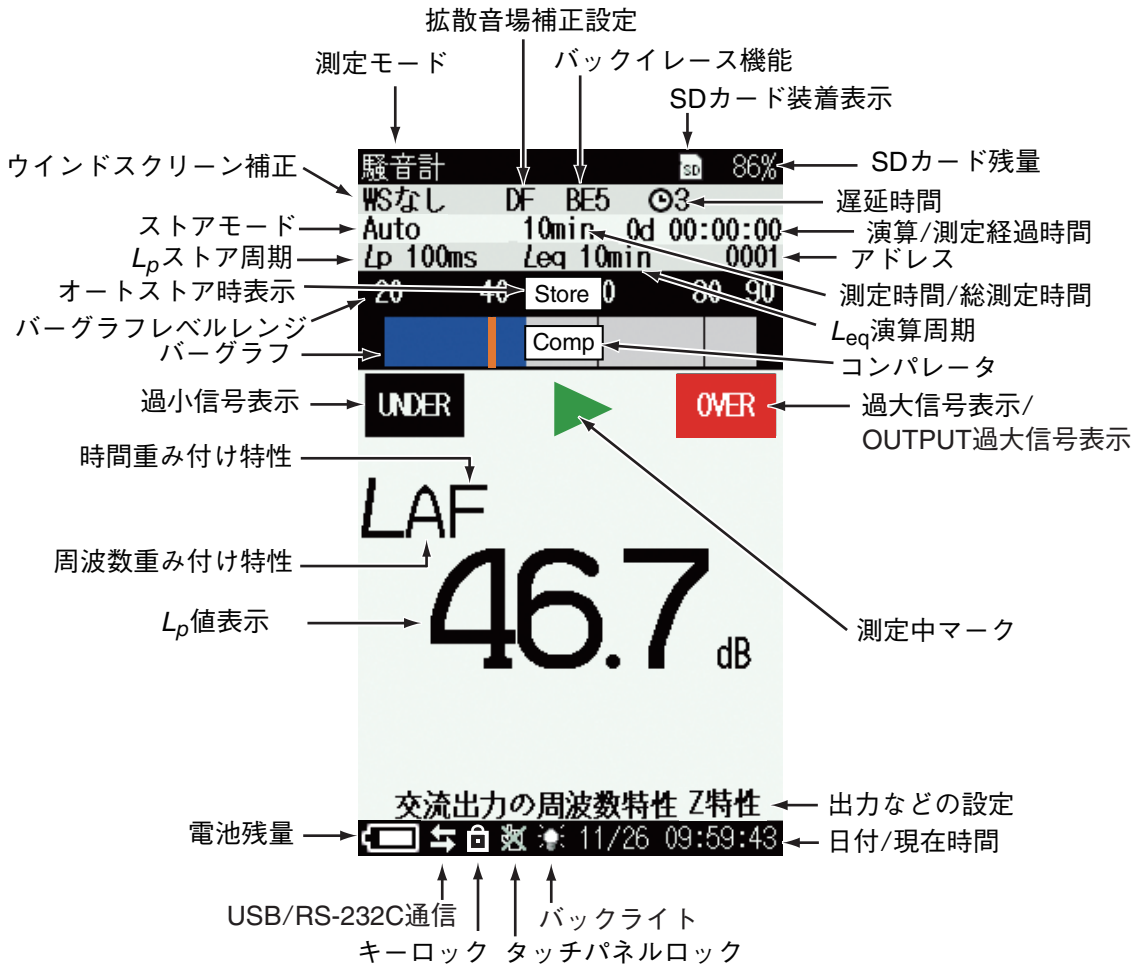 拡散音場補正設定
測定モード
バックイレース機能
SDカード装着表示
騒音計
SD
86%
SDカード残量
ウインドスクリーン補正
WSなし DF BE5 3
遅延時間
ストアモード
Auto 10min 0d 00:00:00
演算/測定経過時間
Lpストア周期
Lp 100ms Leq 10min 0001
アドレス
オートストア時表示
20 40 Store 0 80 90
測定時間/総測定時間
バーグラフレベルレンジ
Leq演算周期
バーグラフ
Comp
コンパレータ
過小信号表示
UNDER
OVER
過大信号表示/
OUTPUT過大信号表示
時間重み付け特性
LAF
周波数重み付け特性
Lp値表示
46.7 dB
測定中マーク
交流出力の周波数特性 Z特性
出力などの設定
電池残量
11/26 09:59:43
日付/現在時間
USB/RS-232C通信
バックライト
キーロック
タッチパネルロック